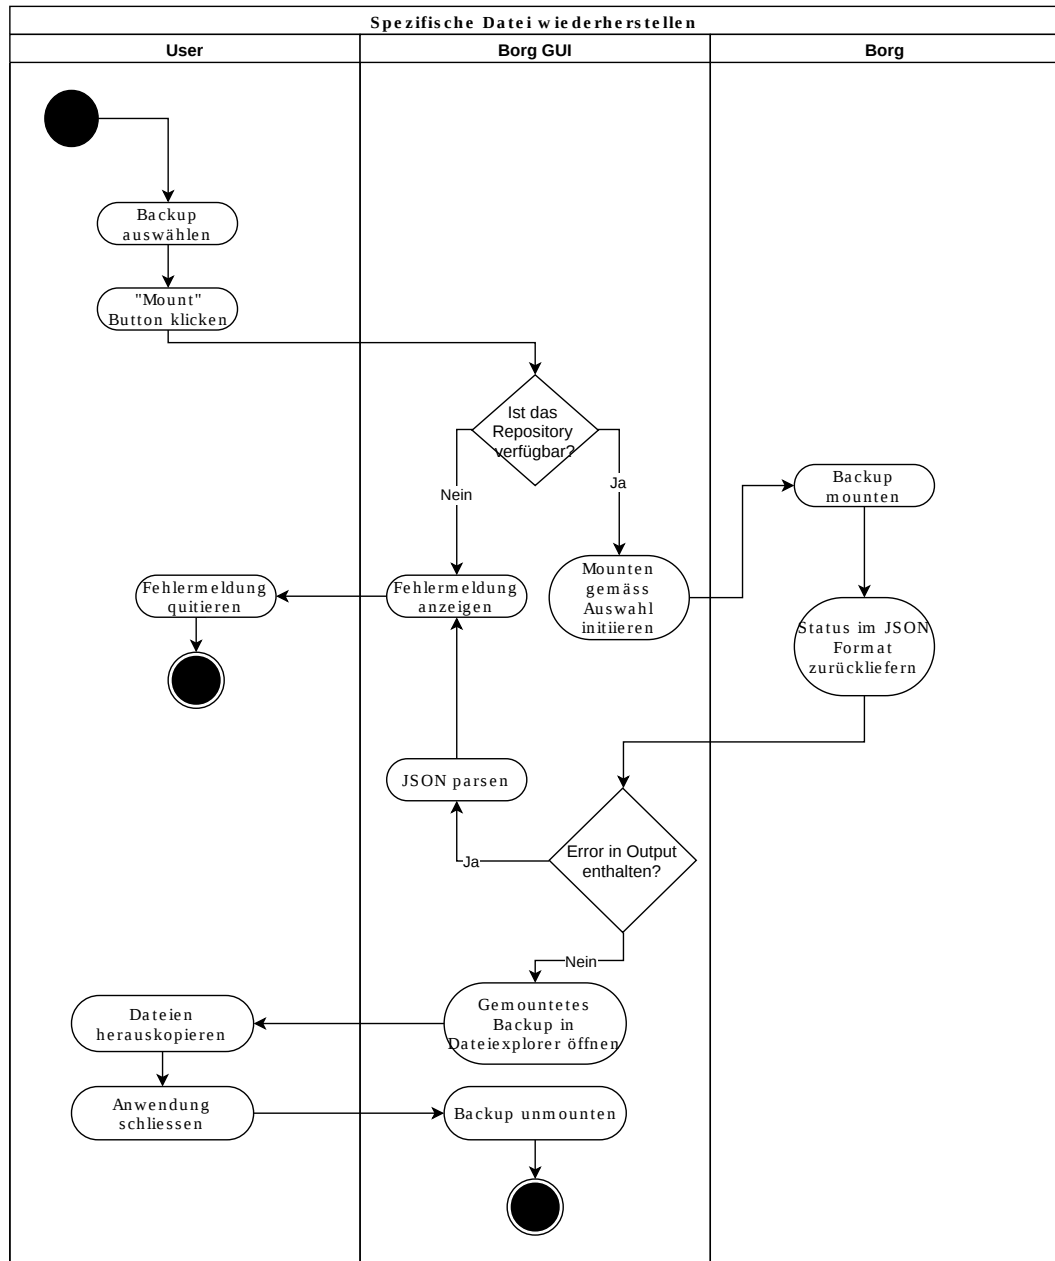 Spezifische Datei wiederherstellen
User
Borg GUI
Borg
Backup
auswählen
"Mount"
Button klicken
Ist das
Repository
verfügbar?
Nein
Ja
Backup
mounten
Fehlermeldung
quitieren
Fehlermeldung
anzeigen
Mounten
gemäss
Auswahl
initiieren
Status im JSON
Format
zurückliefern
JSON parsen
Error in Output
enthalten?
Ja
Nein
Gemountetes
Backup in
Dateiexplorer öffnen
Dateien
herauskopieren
Anwendung
schliessen
Backup unmounten